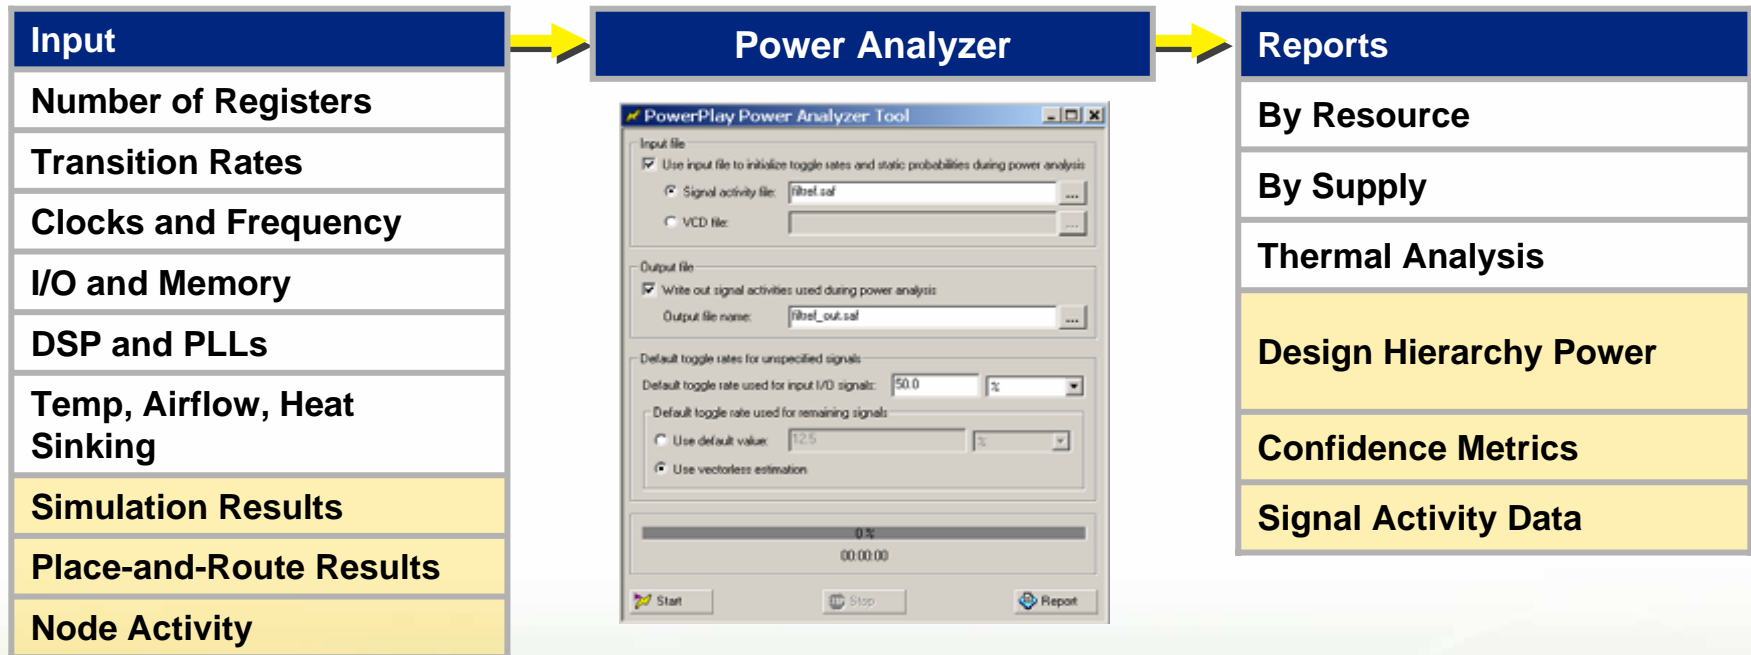 Input
Number of Registers
Transition Rates
Clocks and Frequency
I/O and Memory
DSP and PLLs
Temp, Airflow, Heat
Sinking
Simulation Results
Place-and-Route Results
Node Activity
Power Analyzer
PowerPlay Power Analyzer Tool
Input file
Use input file to initialize toggle rates and static probabilities during power analysis
Signal activity file: filtref.saf ...
VCD file: ...
Output file
Write out signal activities used during power analysis
Output file name: filtref_out.saf ...
Default toggle rates for unspecified signals
Default toggle rate used for input I/O signals: 50.0 %
Default toggle rate used for remaining signals
Use default value: 12.5 %
Use vectorless estimation
0 %
00:00:00
Start Stop Report
Reports
By Resource
By Supply
Thermal Analysis
Design Hierarchy Power
Confidence Metrics
Signal Activity Data